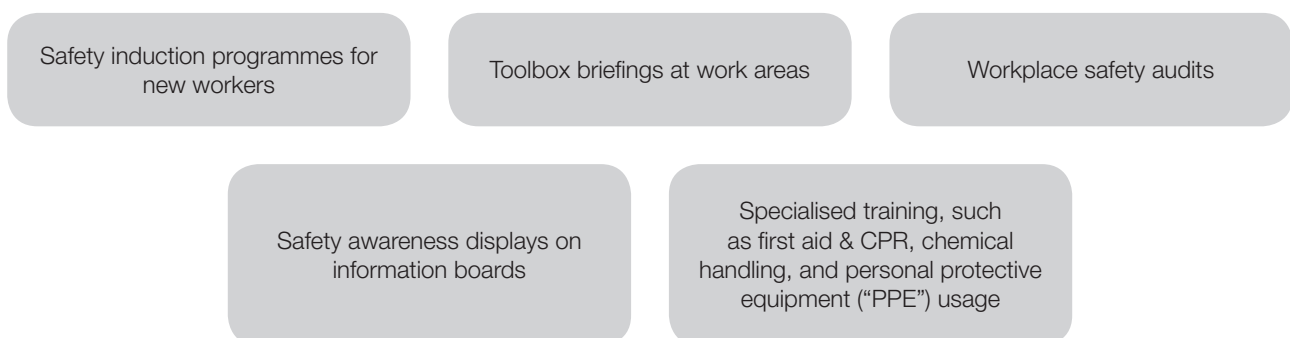 Safety induction programmes for
new workers
Toolbox briefings at work areas
Workplace safety audits
Safety awareness displays on
information boards
Specialised training, such
as first aid & CPR, chemical
handling, and personal protective
equipment (“PPE”) usage